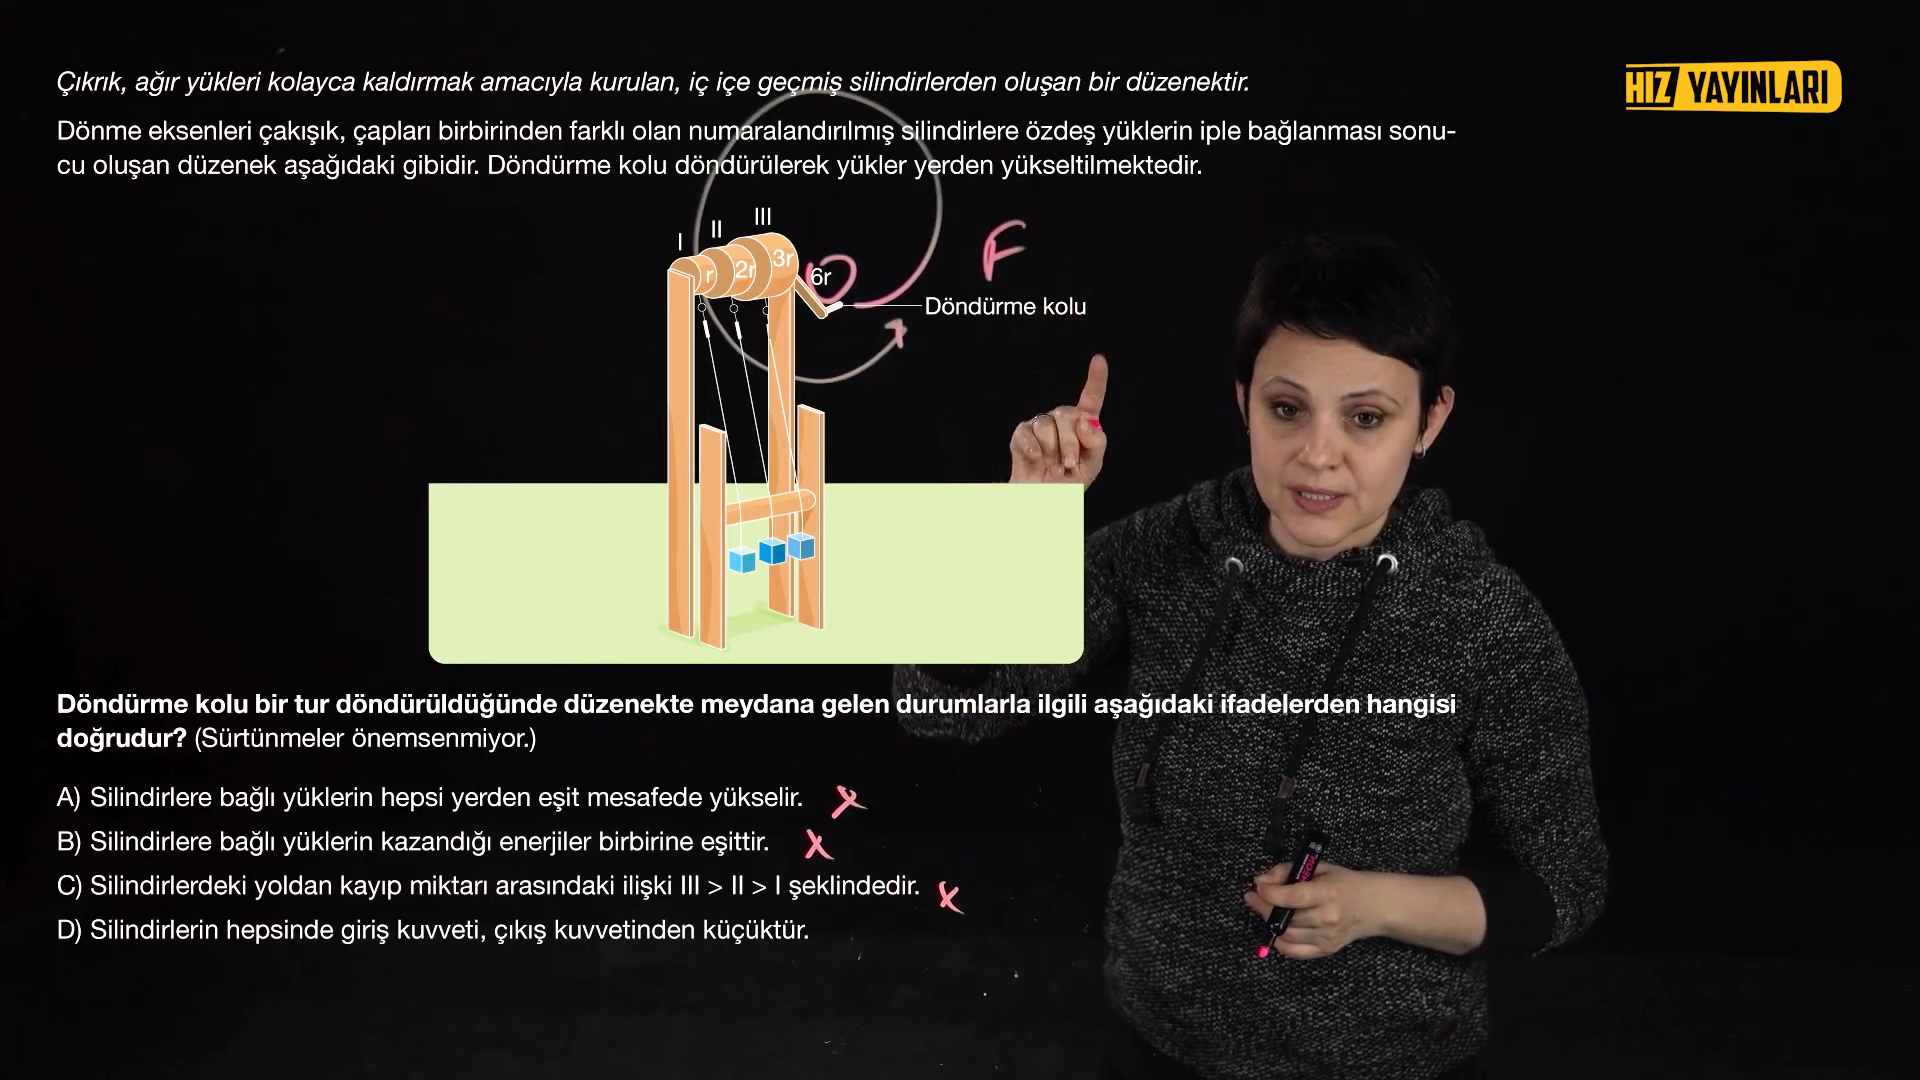 HIZ YAYINLARI
Çıkrık, ağır yükleri kolayca kaldırmak amacıyla kurulan, iç içe geçmiş silindirlerden oluşan bir düzenektir.
Dönme eksenleri çakışık, çapları birbirinden farklı olan numaralandırılmış silindirlere özdeş yüklerin iple bağlanması sonu-
cu oluşan düzenek aşağıdaki gibidir. Döndürme kolu döndürülerek yükler yerden yükseltilmektedir.
I II III
r 2r 3r 6r
F
Döndürme kolu
Döndürme kolu bir tur döndürüldüğünde düzenekte meydana gelen durumlarla ilgili aşağıdaki ifadelerden hangisi
doğrudur? (Sürtünmeler önemsenmiyor.)
A) Silindirlere bağlı yüklerin hepsi yerden eşit mesafede yükselir. x
B) Silindirlere bağlı yüklerin kazandığı enerjiler birbirine eşittir. x
C) Silindirlerdeki yoldan kayıp miktarı arasındaki ilişki III > II > I şeklindedir. x
D) Silindirlerin hepsinde giriş kuvveti, çıkış kuvvetinden küçüktür.